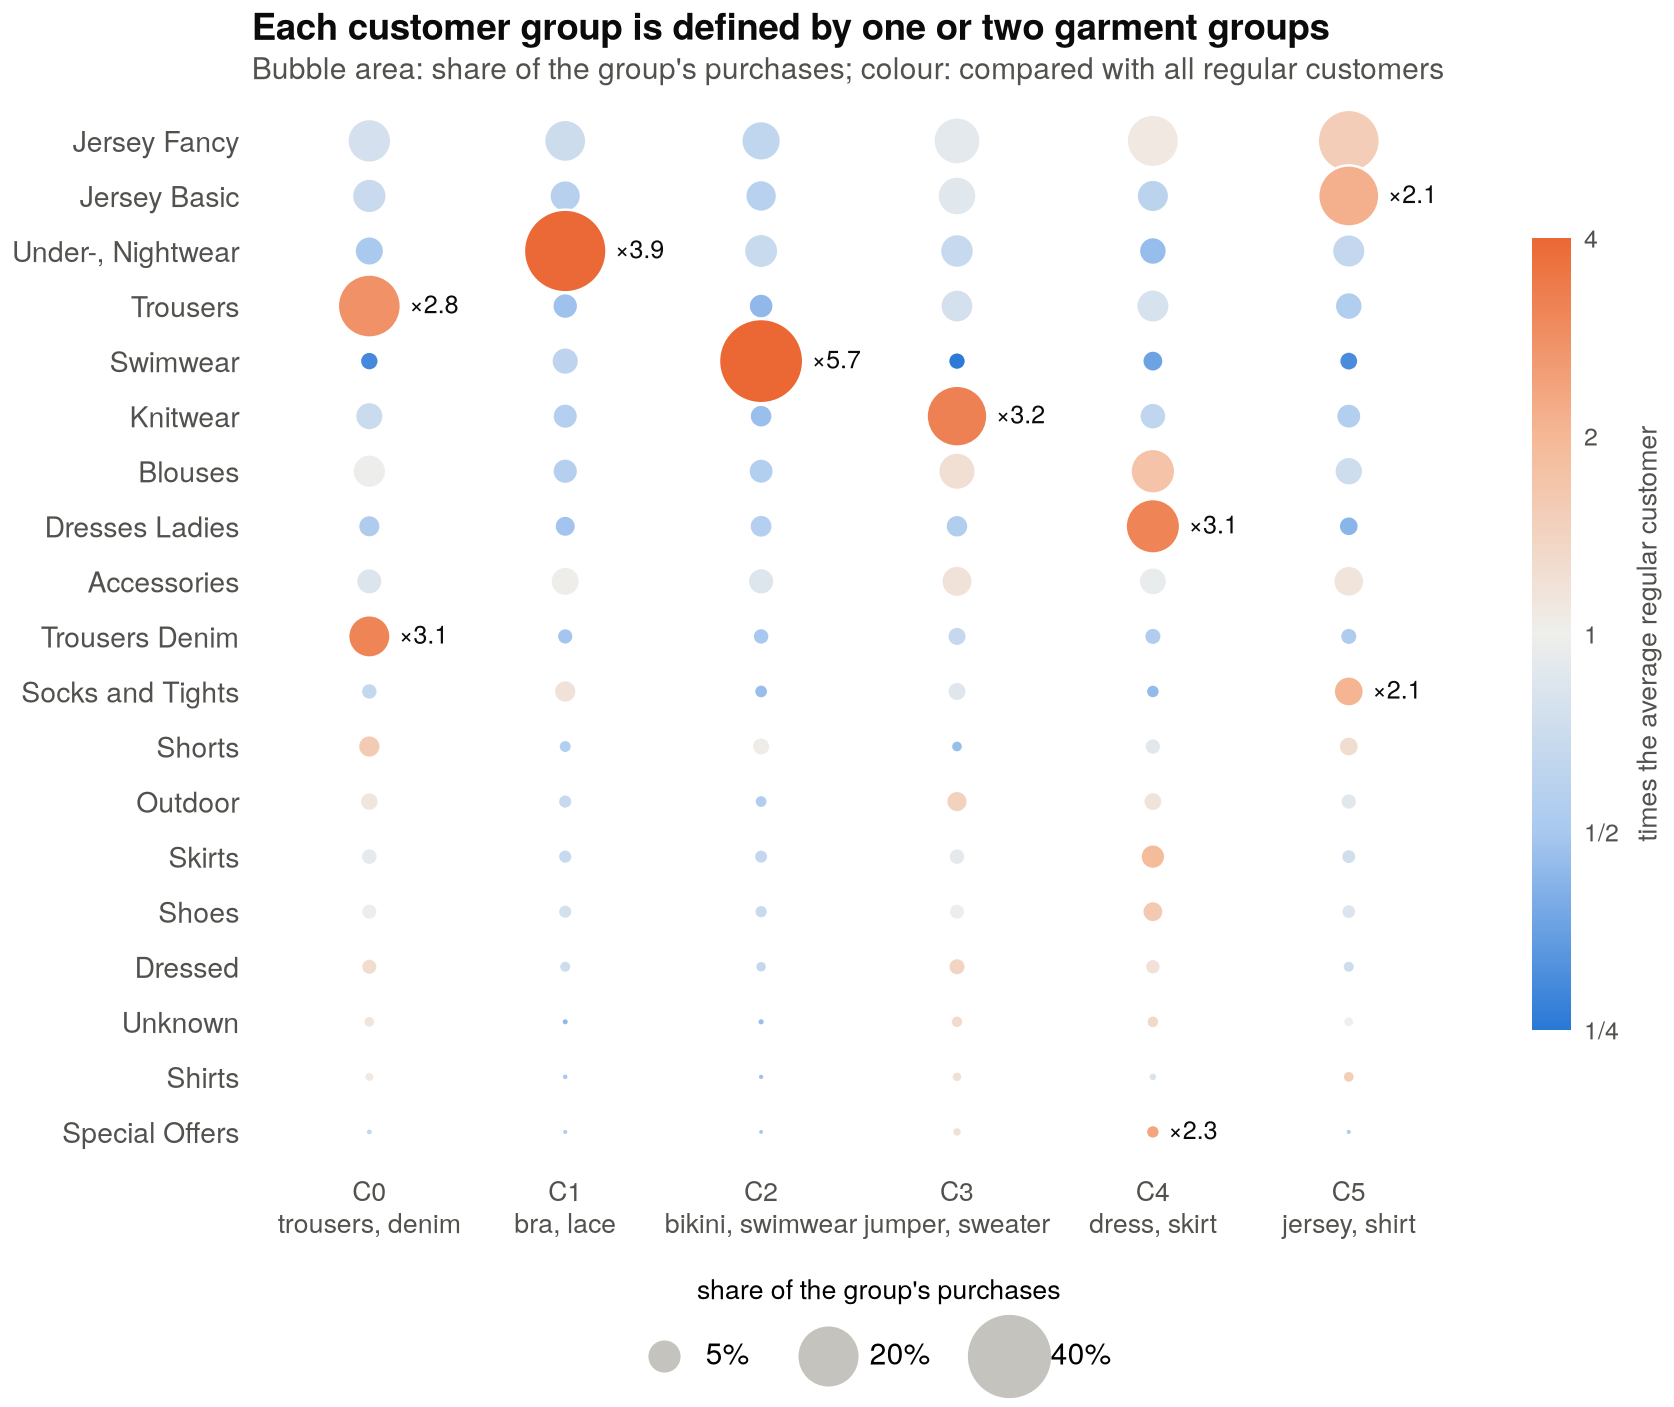 Each customer group is defined by one or two garment groups
Bubble area: share of the group's purchases; colour: compared with all regular customers
Jersey Fancy
Jersey Basic ×2.1
Under-, Nightwear ×3.9
Trousers ×2.8
Swimwear ×5.7
Knitwear ×3.2
Blouses
Dresses Ladies ×3.1
Accessories
Trousers Denim ×3.1
Socks and Tights ×2.1
Shorts
Outdoor
Skirts
Shoes
Dressed
Unknown
Shirts
Special Offers ×2.3
C0 C1 C2 C3 C4 C5
trousers, denim bra, lace bikini, swimwear jumper, sweater dress, skirt jersey, shirt
4
2
1
1/2
1/4
times the average regular customer
share of the group's purchases
5% 20% 40%